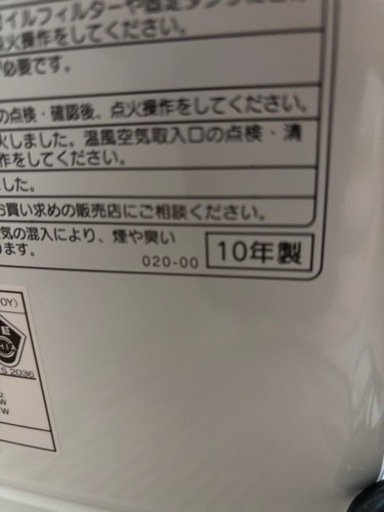 イルフィルターや固定タンク
点火操作をしてください。
必要です。
の点検・確認後、点火操作をしてください。
火しました。温風空気取入口の点検・清
作をしてください。
した。
お買い求めの販売店にご相談ください。
気の混入により、煙や臭い
ります。
020-00
10年製
OY)
HIA
S 2036
z
W
W